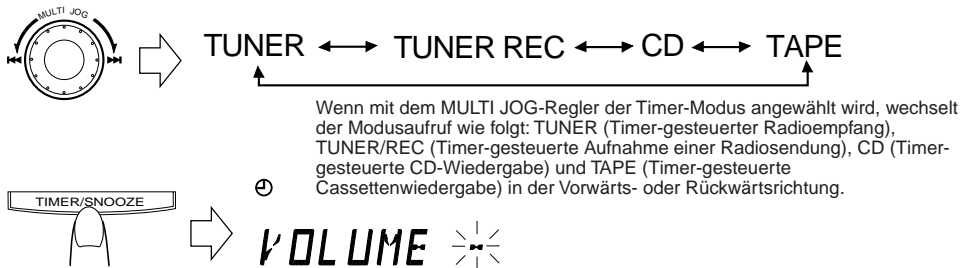 MULTI JOG
TUNER TUNER REC CD TAPE
Wenn mit dem MULTI JOG-Regler der Timer-Modus angewählt wird, wechselt
der Modusaufruf wie folgt: TUNER (Timer-gesteuerter Radioempfang),
TUNER/REC (Timer-gesteuerte Aufnahme einer Radiosendung), CD (Timer-
gesteuerte CD-Wiedergabe) und TAPE (Timer-gesteuerte
Cassettenwiedergabe) in der Vorwärts- oder Rückwärtsrichtung.
TIMER/SNOOZE
VOLUME